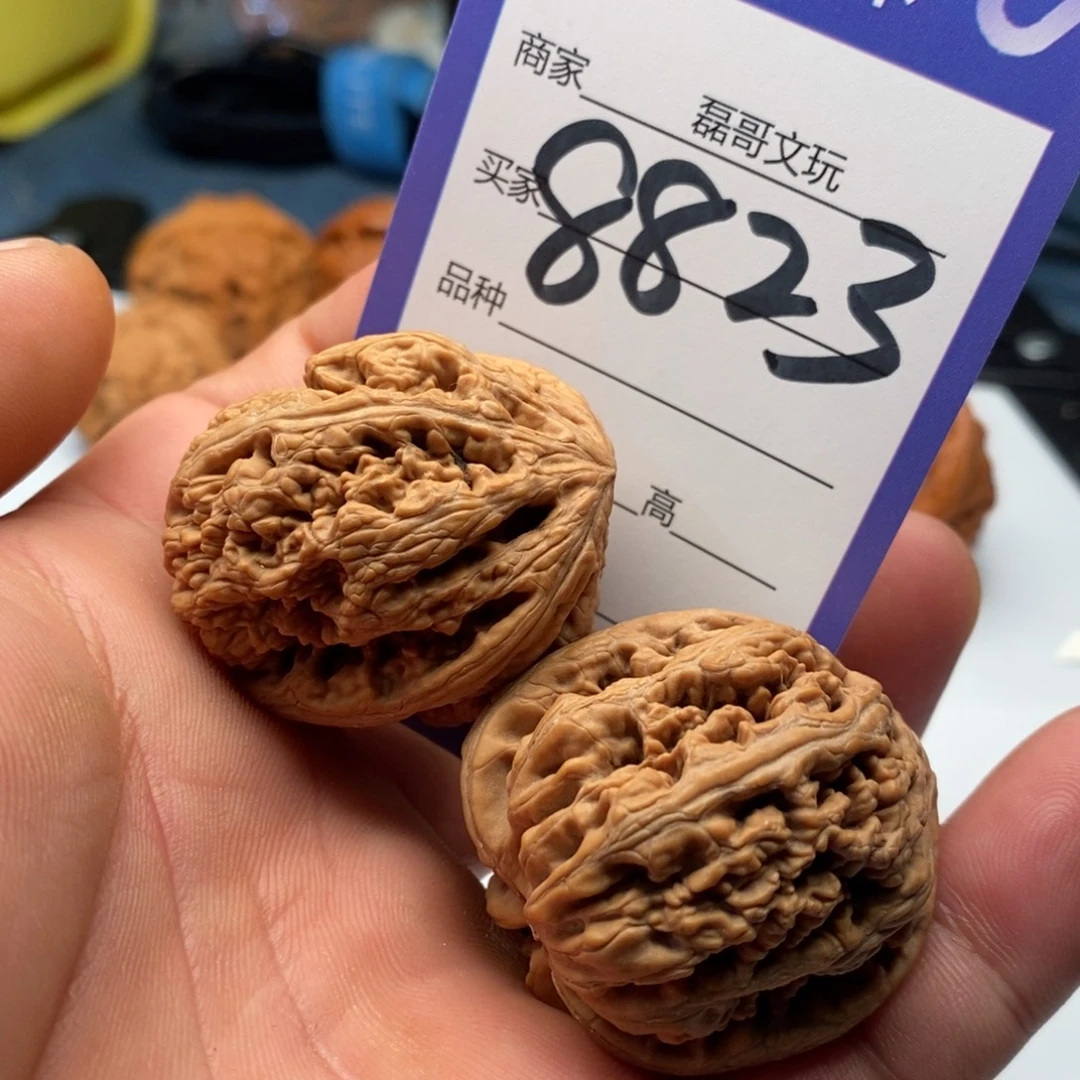 商家 磊哥文玩
买家 8823
品种
高